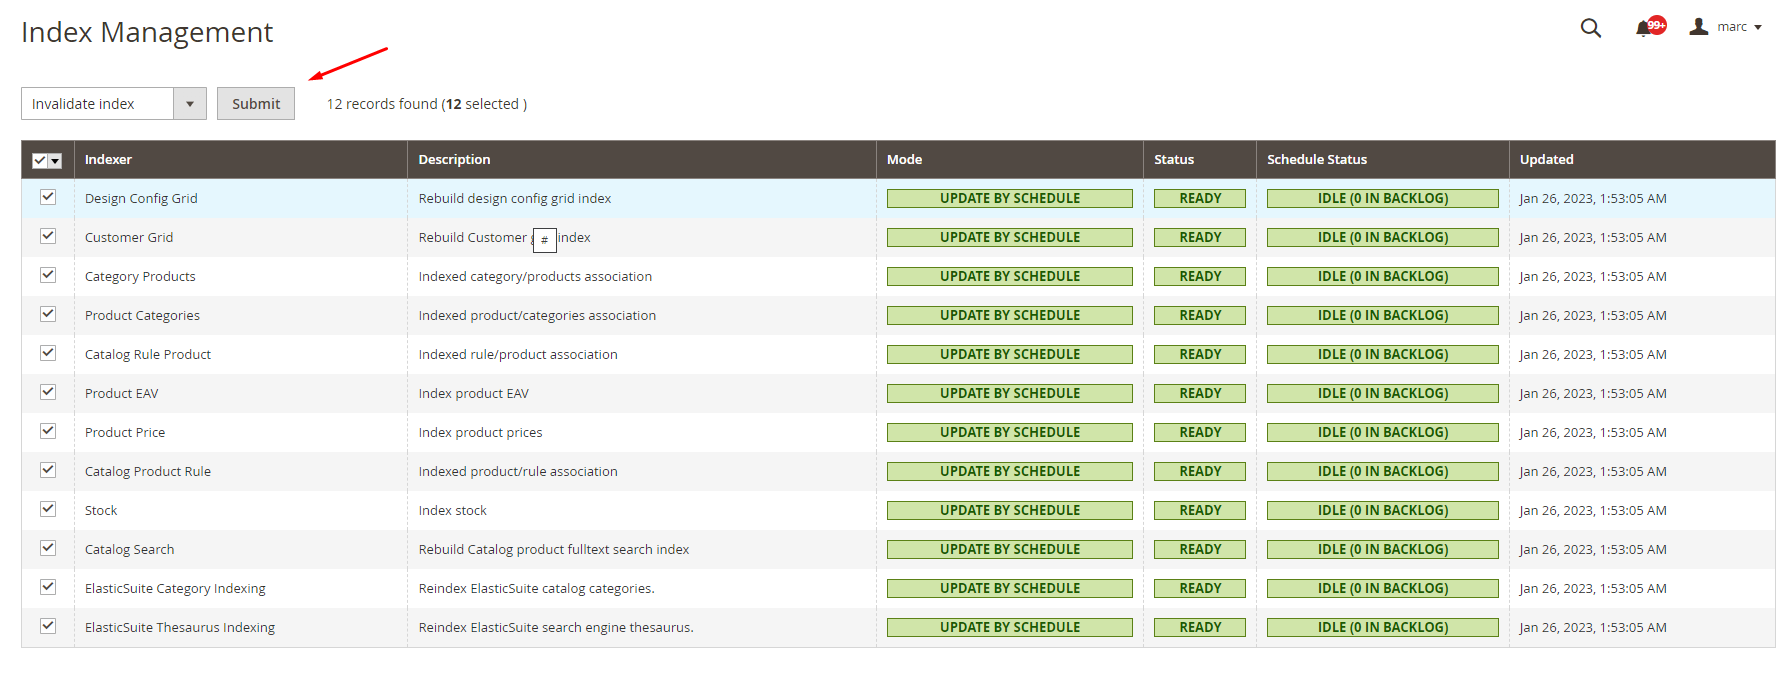 Index Management
99+
marc
Invalidate index
Submit
12 records found (12 selected )
Indexer Description Mode Status Schedule Status Updated
Design Config Grid Rebuild design config grid index UPDATE BY SCHEDULE READY IDLE (0 IN BACKLOG) Jan 26, 2023, 1:53:05 AM
Customer Grid Rebuild Customer # index UPDATE BY SCHEDULE READY IDLE (0 IN BACKLOG) Jan 26, 2023, 1:53:05 AM
Category Products Indexed category/products association UPDATE BY SCHEDULE READY IDLE (0 IN BACKLOG) Jan 26, 2023, 1:53:05 AM
Product Categories Indexed product/categories association UPDATE BY SCHEDULE READY IDLE (0 IN BACKLOG) Jan 26, 2023, 1:53:05 AM
Catalog Rule Product Indexed rule/product association UPDATE BY SCHEDULE READY IDLE (0 IN BACKLOG) Jan 26, 2023, 1:53:05 AM
Product EAV Index product EAV UPDATE BY SCHEDULE READY IDLE (0 IN BACKLOG) Jan 26, 2023, 1:53:05 AM
Product Price Index product prices UPDATE BY SCHEDULE READY IDLE (0 IN BACKLOG) Jan 26, 2023, 1:53:05 AM
Catalog Product Rule Indexed product/rule association UPDATE BY SCHEDULE READY IDLE (0 IN BACKLOG) Jan 26, 2023, 1:53:05 AM
Stock Index stock UPDATE BY SCHEDULE READY IDLE (0 IN BACKLOG) Jan 26, 2023, 1:53:05 AM
Catalog Search Rebuild Catalog product fulltext search index UPDATE BY SCHEDULE READY IDLE (0 IN BACKLOG) Jan 26, 2023, 1:53:05 AM
ElasticSuite Category Indexing Reindex ElasticSuite catalog categories. UPDATE BY SCHEDULE READY IDLE (0 IN BACKLOG) Jan 26, 2023, 1:53:05 AM
ElasticSuite Thesaurus Indexing Reindex ElasticSuite search engine thesaurus. UPDATE BY SCHEDULE READY IDLE (0 IN BACKLOG) Jan 26, 2023, 1:53:05 AM